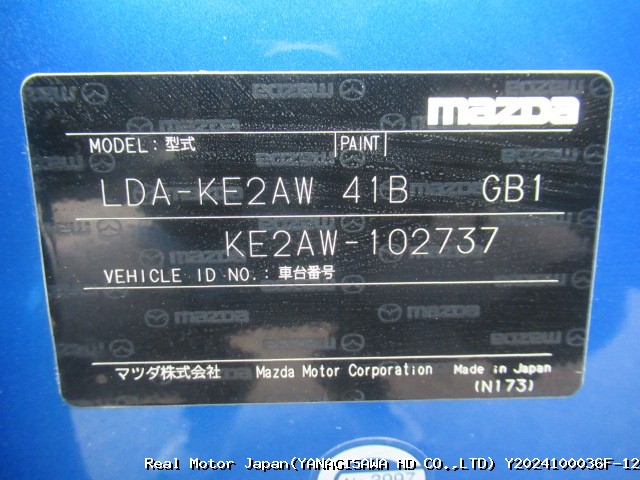 mazda
MODEL: 型式 PAINT
LDA-KE2AW 41B GB1
KE2AW-102737
VEHICLE ID NO.: 車台番号
マツダ株式会社 Mazda Motor Corporation Made in Japan
(N173)
Real Motor Japan(YANAGISAWA HD CO.,LTD) Y2024100036F-12